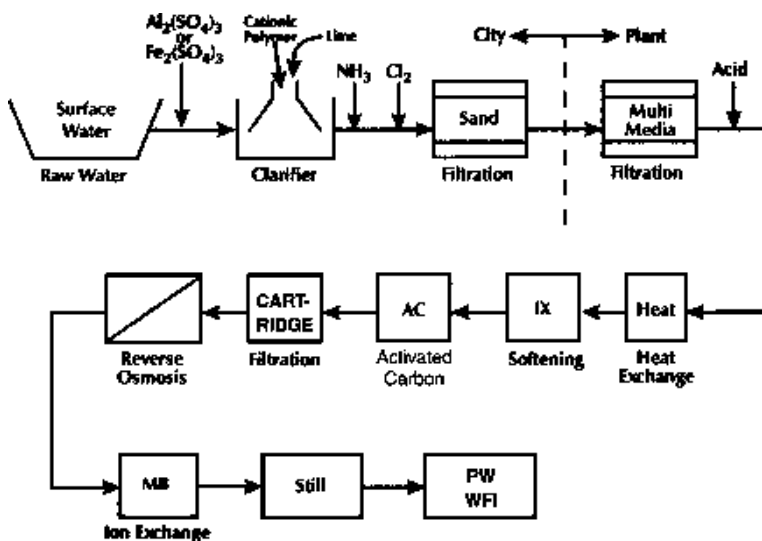 Al₂(SO₄)₃
or
Fe₂(SO₄)₃
Cationic
Polymer
Lime
NH₃
Cl₂
City
Plant
Acid
Surface
Water
Raw Water
Clarifier
Sand
Filtration
Multi
Media
Filtration
Reverse
Osmosis
CART-
RIDGE
Filtration
AC
Activated
Carbon
IX
Softening
Heat
Heat
Exchange
MB
Ion Exchange
Still
PW
WFI